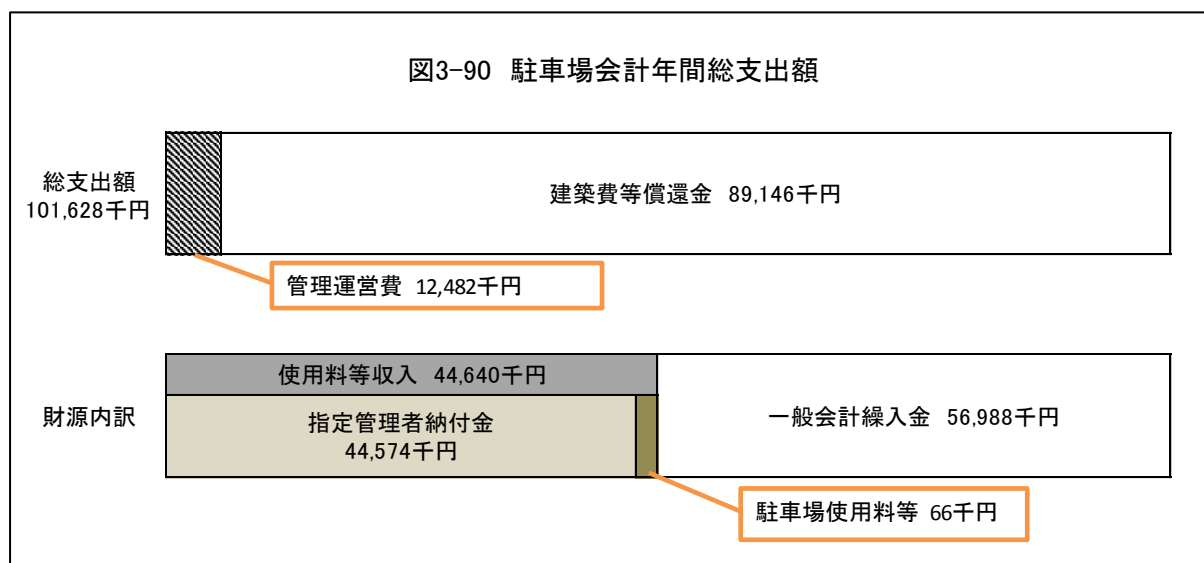 図3-90 駐車場会計年間総支出額
総支出額
101,628千円
建築費等償還金 89,146千円
管理運営費 12,482千円
財源内訳
使用料等収入 44,640千円
指定管理者納付金
44,574千円
一般会計繰入金 56,988千円
駐車場使用料等 66千円